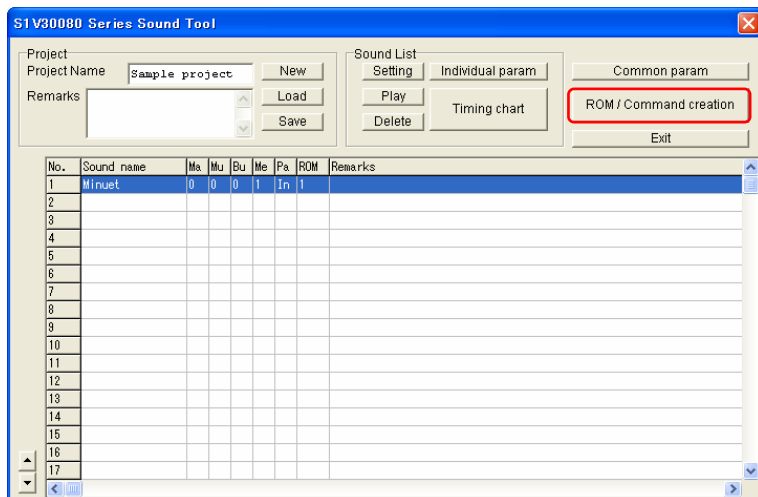 S1V30080 Series Sound Tool
Project
Project Name Sample project New
Remarks Load
Save
Sound List
Setting Individual param
Play Timing chart
Delete
Common param
ROM / Command creation
Exit
No. Sound name Ma Mu Bu Me Pa ROM Remarks
1 Minuet 0 0 0 1 In 1
2
3
4
5
6
7
8
9
10
11
12
13
14
15
16
17